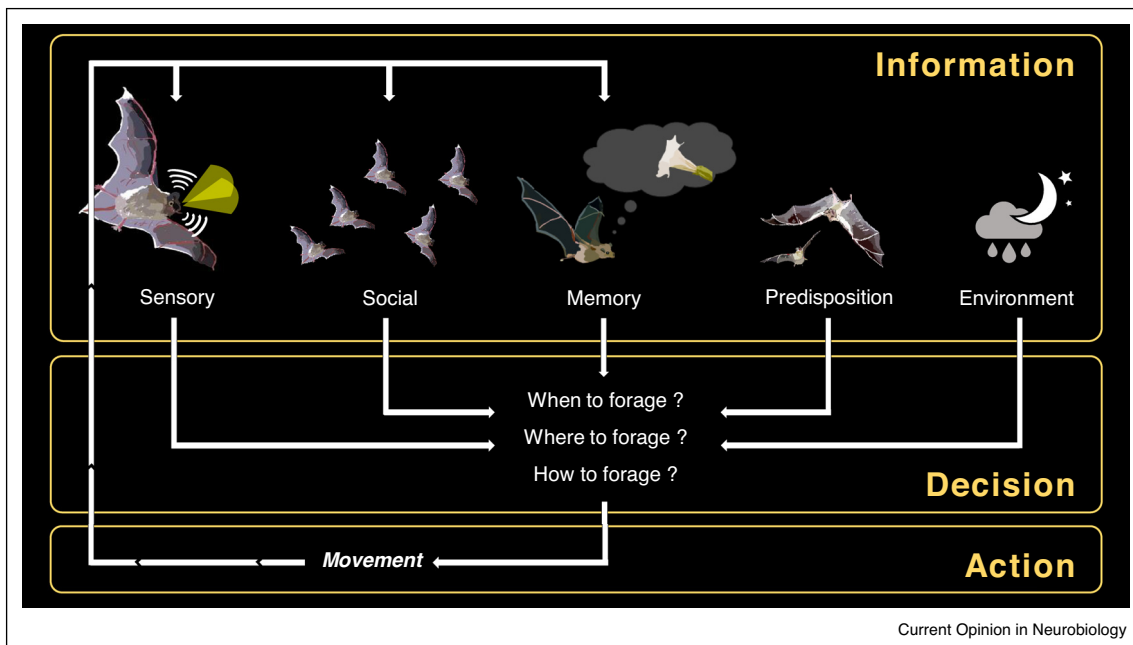 Information
Sensory Social Memory Predisposition Environment
When to forage ?
Where to forage ?
How to forage ?
Decision
Movement
Action
Current Opinion in Neurobiology